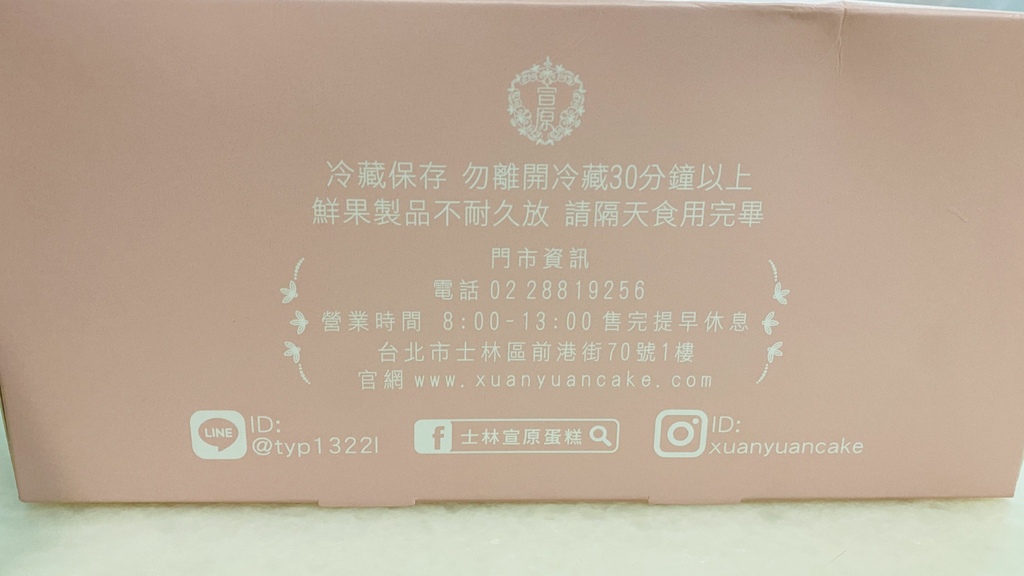 宣原
冷藏保存 勿離開冷藏30分鐘以上
鮮果製品不耐久放 請隔天食用完畢
門市資訊
電話 02 28819256
營業時間 8:00-13:00 售完提早休息
台北市士林區前港街70號1樓
官網 www.xuanyuancake.com
LINE ID:
@typ1322l
f 士林宣原蛋糕
ID:
xuanyuancake